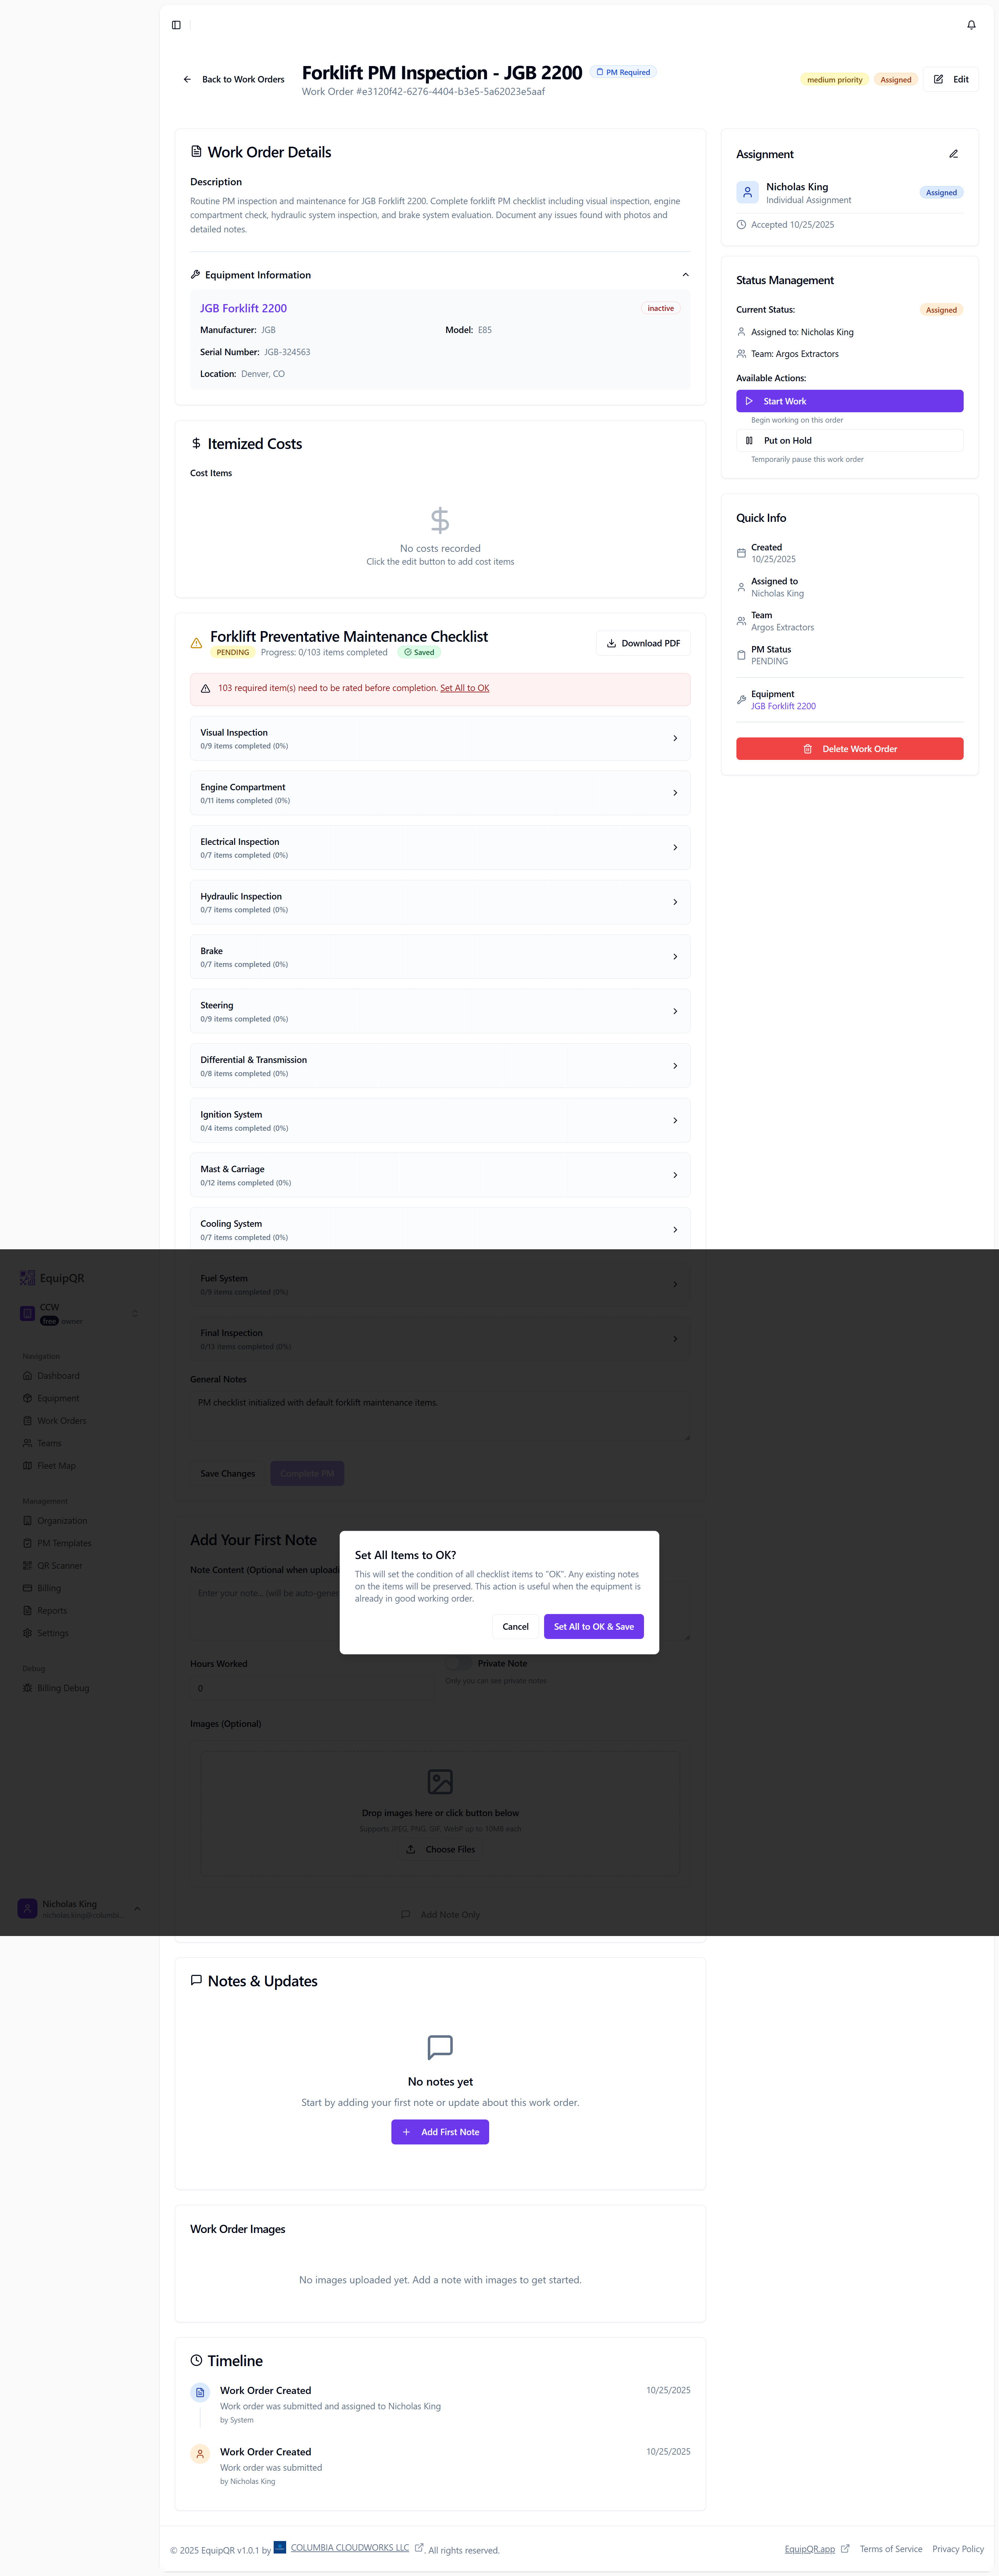 Back to Work Orders
Forklift PM Inspection - JGB 2200
PM Required
Work Order #e3120f42-6276-4404-b3e5-5a62023e5aaf
medium priority
Assigned
Edit
Work Order Details
Description
Routine PM inspection and maintenance for JGB Forklift 2200. Complete forklift PM checklist including visual inspection, engine
compartment check, hydraulic system inspection, and brake system evaluation. Document any issues found with photos and
detailed notes.
Equipment Information
JGB Forklift 2200
inactive
Manufacturer: JGB
Model: E85
Serial Number: JGB-324563
Location: Denver, CO
Itemized Costs
Cost Items
No costs recorded
Click the edit button to add cost items
Forklift Preventative Maintenance Checklist
PENDING
Progress: 0/103 items completed
Saved
Download PDF
103 required item(s) need to be rated before completion. Set All to OK
Visual Inspection
0/9 items completed (0%)
Engine Compartment
0/11 items completed (0%)
Electrical Inspection
0/7 items completed (0%)
Hydraulic Inspection
0/7 items completed (0%)
Brake
0/7 items completed (0%)
Steering
0/9 items completed (0%)
Differential & Transmission
0/8 items completed (0%)
Ignition System
0/4 items completed (0%)
Mast & Carriage
0/12 items completed (0%)
Cooling System
0/7 items completed (0%)
Fuel System
items completed (0%)
Final Inspection
items completed (0%)
General Notes
PM checklist initialized with default forklift maintenance items.
Save Changes
Complete PM
Add Your First Note
Note Content (Optional when uploadi
Enter your note... (will be auto-gener
Hours Worked
0
Private Note
Only you can see private notes
Images (Optional)
Drop images here or click button below
Supports JPEG, PNG, GIF, WebP up to 10MB each
Choose Files
Add Note Only
Set All Items to OK?
This will set the condition of all checklist items to "OK". Any existing notes
on the items will be preserved. This action is useful when the equipment is
already in good working order.
Cancel
Set All to OK & Save
EquipQR
CCW
free
owner
Navigation
Dashboard
Equipment
Work Orders
Teams
Fleet Map
Management
Organization
PM Templates
QR Scanner
Billing
Reports
Settings
Debug
Billing Debug
Nicholas King
nicholas.king@columbi...
Assignment
Nicholas King
Individual Assignment
Assigned
Accepted 10/25/2025
Status Management
Current Status:
Assigned
Assigned to: Nicholas King
Team: Argos Extractors
Available Actions:
Start Work
Begin working on this order
Put on Hold
Temporarily pause this work order
Quick Info
Created
10/25/2025
Assigned to
Nicholas King
Team
Argos Extractors
PM Status
PENDING
Equipment
JGB Forklift 2200
Delete Work Order
Notes & Updates
No notes yet
Start by adding your first note or update about this work order.
Add First Note
Work Order Images
No images uploaded yet. Add a note with images to get started.
Timeline
Work Order Created
10/25/2025
Work order was submitted and assigned to Nicholas King
by System
Work Order Created
10/25/2025
Work order was submitted
by Nicholas King
© 2025 EquipQR v1.0.1 by COLUMBIA CLOUDWORKS LLC . All rights reserved.
EquipQR.app
Terms of Service
Privacy Policy